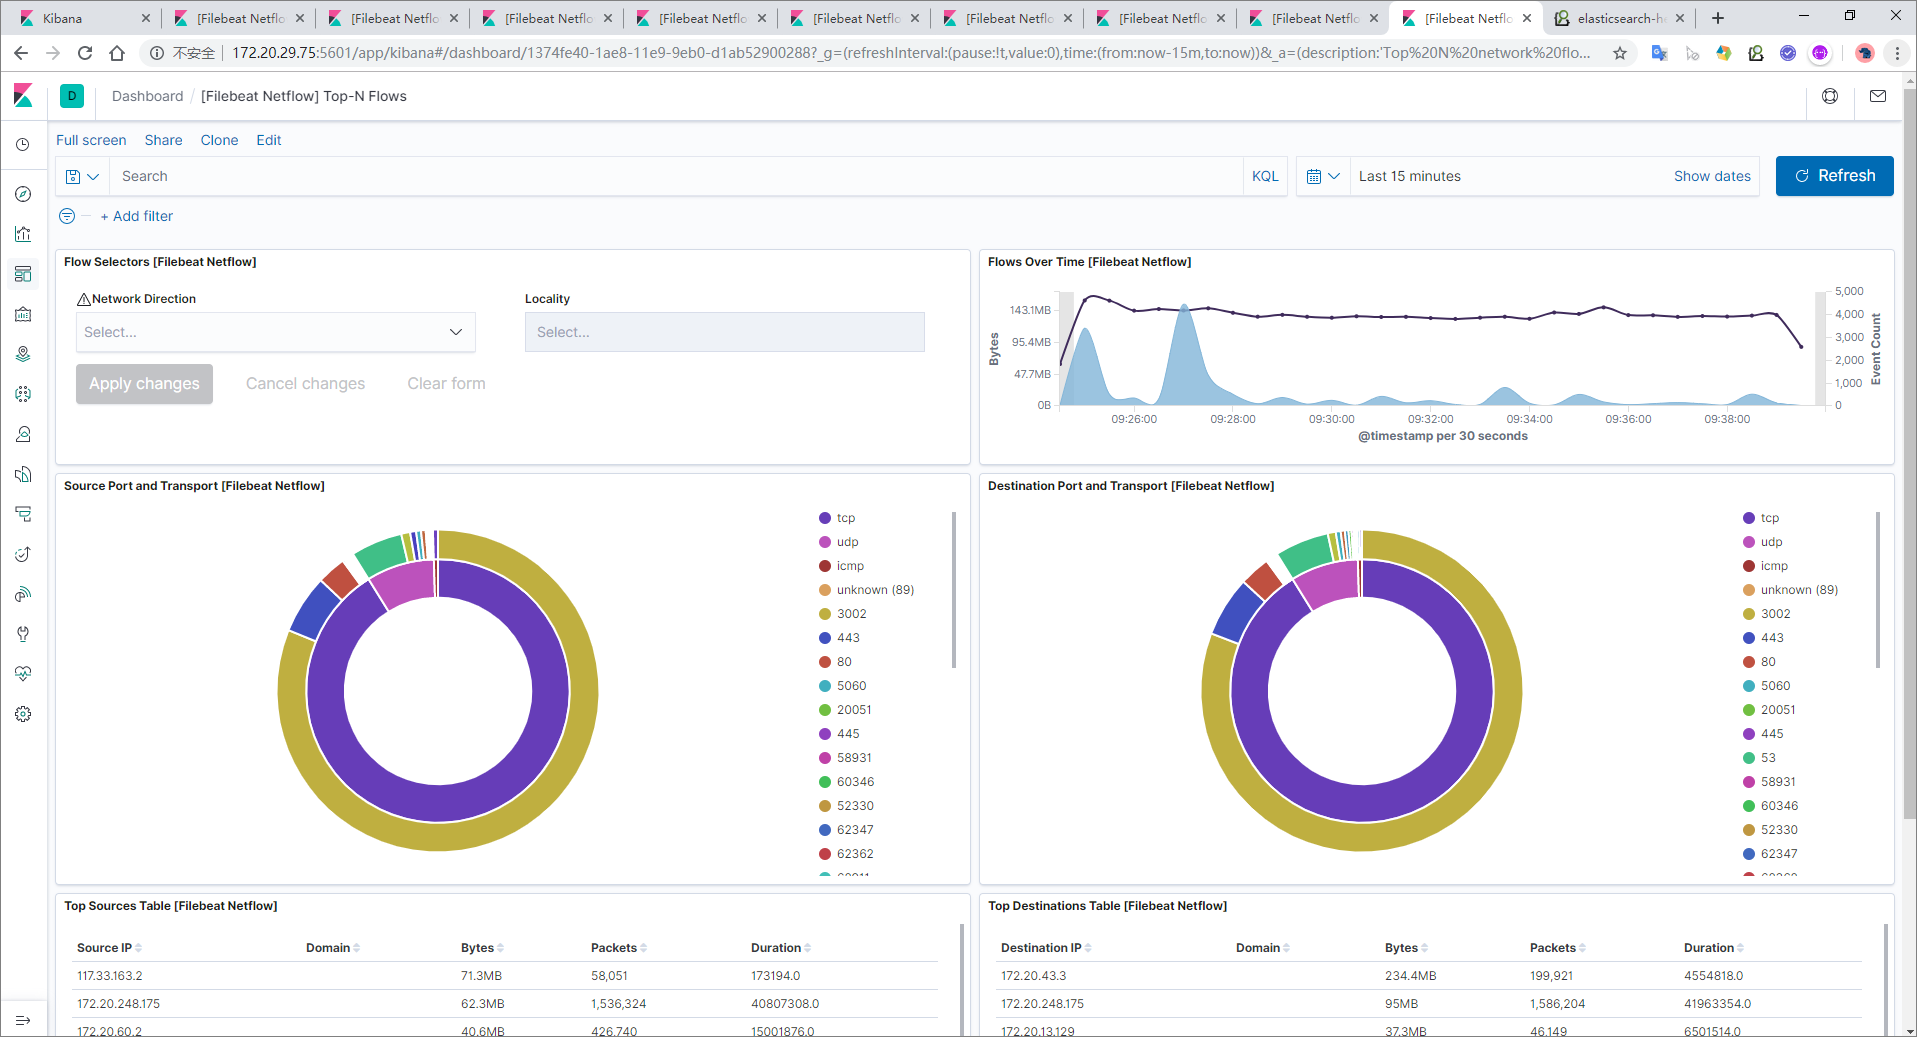 Kibana
[Filebeat Netflo
[Filebeat Netflo
[Filebeat Netflo
[Filebeat Netflo
[Filebeat Netflo
[Filebeat Netflo
[Filebeat Netflo
[Filebeat Netflo
[Filebeat Netflo
elasticsearch-he
不安全
172.20.29.75:5601/app/kibana#/dashboard/1374fe40-1ae8-11e9-9eb0-d1ab52900288?_g=(refreshInterval:(pause:!t,value:0),time:(from:now-15m,to:now))&_a=(description:'Top%20N%20network%20flo...
D
Dashboard / [Filebeat Netflow] Top-N Flows
Full screen Share Clone Edit
Search
KQL
Last 15 minutes
Show dates
Refresh
+ Add filter
Flow Selectors [Filebeat Netflow]
Network Direction
Select...
Locality
Select...
Apply changes
Cancel changes
Clear form
Flows Over Time [Filebeat Netflow]
Bytes
143.1MB
95.4MB
47.7MB
0B
5,000
4,000
3,000
2,000
1,000
0
Event Count
09:26:00 09:28:00 09:30:00 09:32:00 09:34:00 09:36:00 09:38:00
@timestamp per 30 seconds
Source Port and Transport [Filebeat Netflow]
tcp
udp
icmp
unknown (89)
3002
443
80
5060
20051
445
58931
60346
52330
62347
62362
Destination Port and Transport [Filebeat Netflow]
tcp
udp
icmp
unknown (89)
3002
443
80
5060
20051
445
53
58931
60346
52330
62347
Top Sources Table [Filebeat Netflow]
Source IP Domain Bytes Packets Duration
117.33.163.2 71.3MB 58,051 173194.0
172.20.248.175 62.3MB 1,536,324 40807308.0
172.20.60.2 40.6MB 426,740 15001876.0
Top Destinations Table [Filebeat Netflow]
Destination IP Domain Bytes Packets Duration
172.20.43.3 234.4MB 199,921 4554818.0
172.20.248.175 95MB 1,586,204 41963354.0
172.20.13.129 37.3MB 46,149 6501514.0